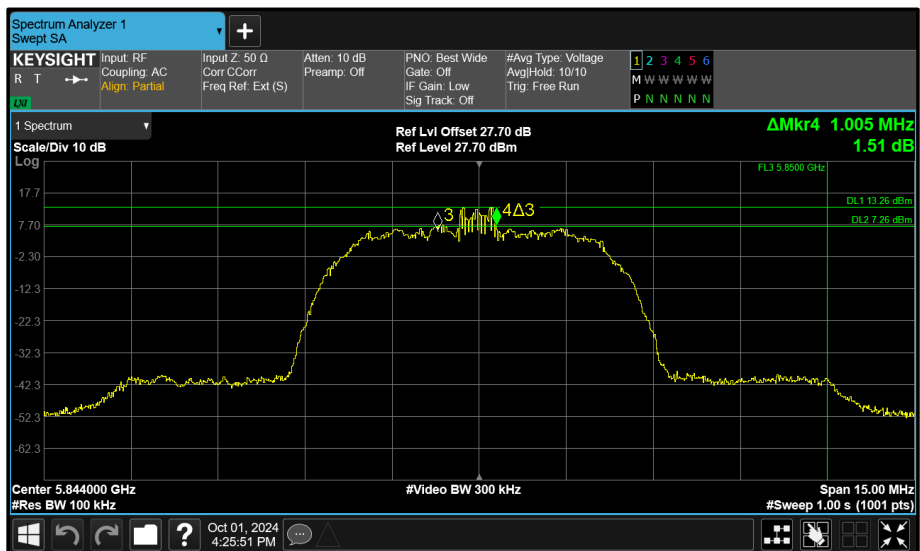 Spectrum Analyzer 1
Swept SA
+
KEYSIGHT
R T
LXI
Input: RF
Coupling: AC
Align: Partial
Input Z: 50 Ω
Corr CCorr
Freq Ref: Ext (S)
Atten: 10 dB
Preamp: Off
PNO: Best Wide
Gate: Off
IF Gain: Low
Sig Track: Off
#Avg Type: Voltage
Avg|Hold: 10/10
Trig: Free Run
1 2 3 4 5 6
M W W W W W
P N N N N N
1 Spectrum
Scale/Div 10 dB
Ref Lvl Offset 27.70 dB
Ref Level 27.70 dBm
ΔMkr4 1.005 MHz
1.51 dB
Log
FL3 5.8500 GHz
17.7
DL1 13.26 dBm
3
4Δ3
7.70
DL2 7.26 dBm
-2.30
-12.3
-22.3
-32.3
-42.3
-52.3
-62.3
Center 5.844000 GHz
#Res BW 100 kHz
#Video BW 300 kHz
Span 15.00 MHz
#Sweep 1.00 s (1001 pts)
?
Oct 01, 2024
4:25:51 PM